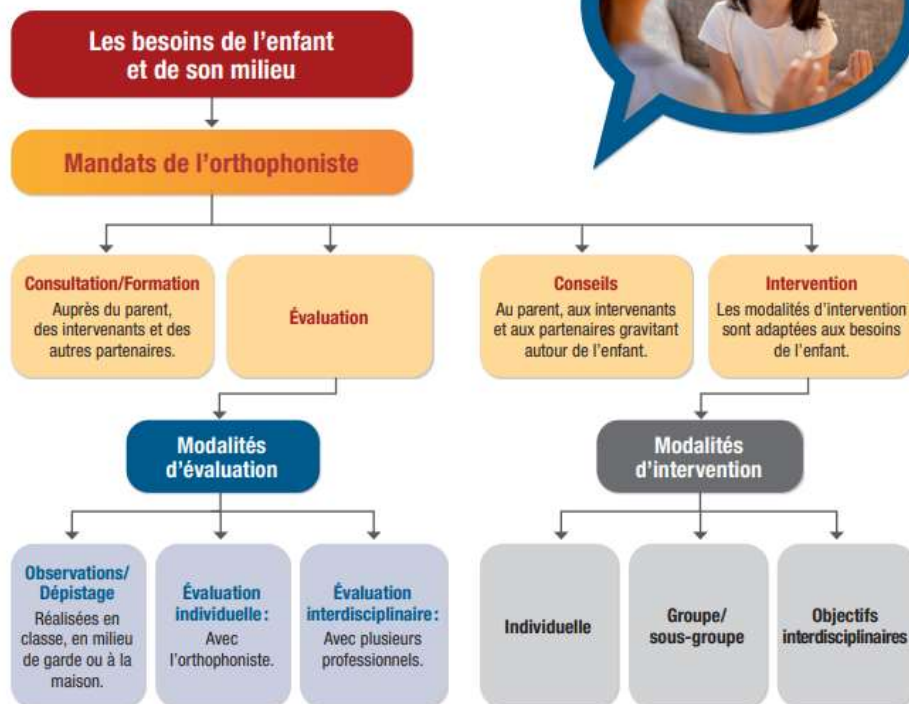 Les besoins de l’enfant
et de son milieu
Mandats de l’orthophoniste
Consultation/Formation
Auprès du parent,
des intervenants et des
autres partenaires.
Évaluation
Conseils
Au parent, aux intervenants
et aux partenaires gravitant
autour de l’enfant.
Intervention
Les modalités d’intervention
sont adaptées aux besoins
de l’enfant.
Modalités
d’évaluation
Modalités
d’intervention
Observations/
Dépistage
Réalisées en
classe, en milieu
de garde ou à la
maison.
Évaluation
individuelle :
Avec
l’orthophoniste.
Évaluation
interdisciplinaire :
Avec plusieurs
professionnels.
Individuelle
Groupe/
sous-groupe
Objectifs
interdisciplinaires